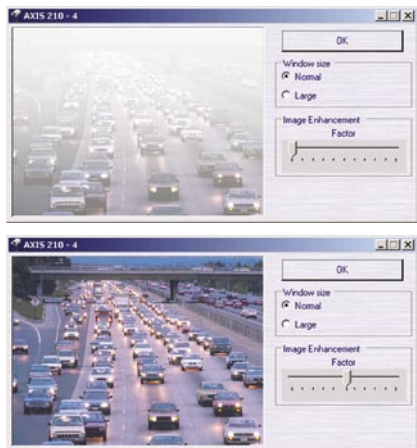 AXIS 210 - 4
OK
Window size
Normal
Large
Image Enhancement
Factor
AXIS 210 - 4
OK
Window size
Normal
Large
Image Enhancement
Factor